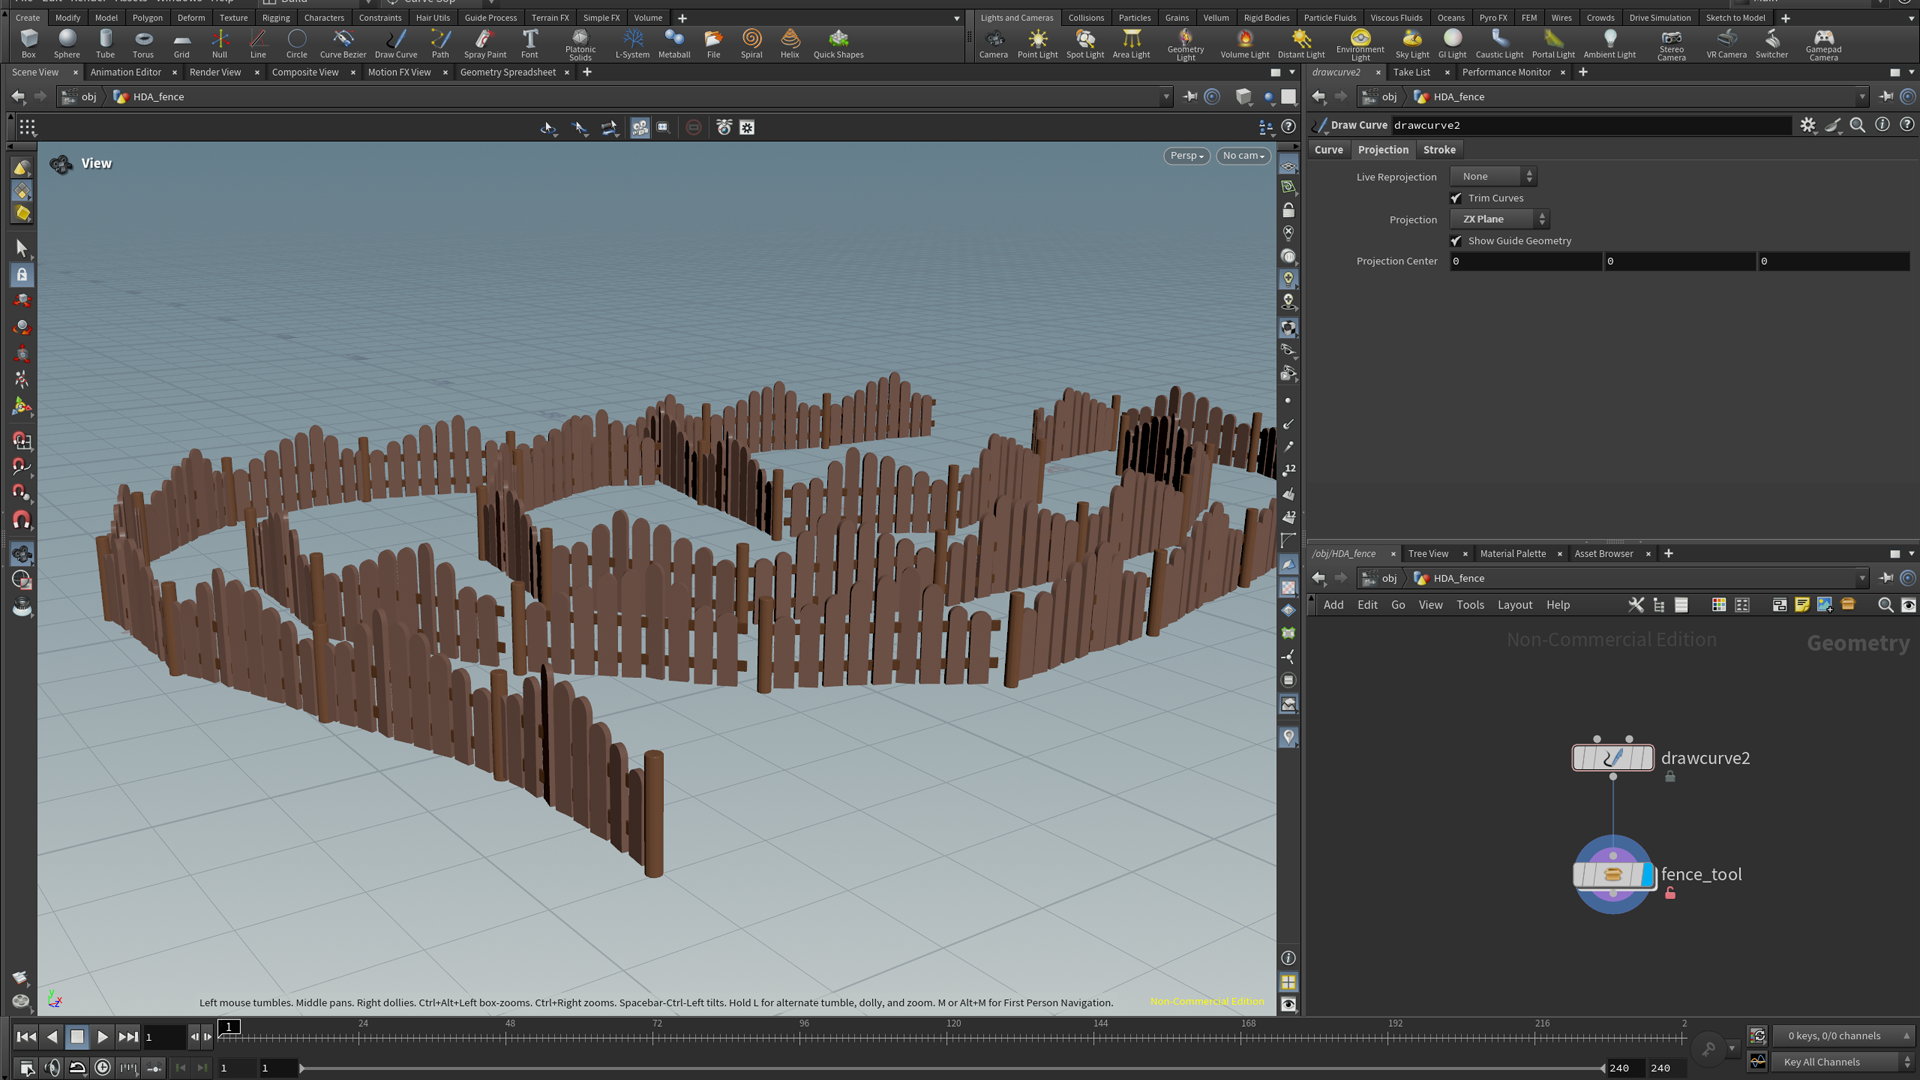 Create Modify Model Polygon Deform Texture Rigging Characters Constraints Hair Utils Guide Process Terrain FX Simple FX Volume
Lights and Cameras Collisions Particles Grains Vellum Rigid Bodies Particle Fluids Viscous Fluids Oceans Pyro FX FEM Wires Crowds Drive Simulation Sketch to Model
Box Sphere Tube Torus Grid Null Line Circle Curve Bezier Draw Curve Path Spray Paint Font Platonic Solids L-System Metaball File Spiral Helix Quick Shapes
Camera Point Light Spot Light Area Light Geometry Light Volume Light Distant Light Environment Light Sky Light GI Light Caustic Light Portal Light Ambient Light Stereo Camera VR Camera Switcher Gamepad Camera
Scene View Animation Editor Render View Composite View Motion FX View Geometry Spreadsheet
drawcurve2 Take List Performance Monitor
obj HDA_fence
obj HDA_fence
Draw Curve drawcurve2
View
Persp No cam
Curve Projection Stroke
Live Reprojection None
Trim Curves
Projection ZX Plane
Show Guide Geometry
Projection Center 0 0 0
12
12
/obj/HDA_fence Tree View Material Palette Asset Browser
obj HDA_fence
Add Edit Go View Tools Layout Help
Non-Commercial Edition
Geometry
drawcurve2
fence_tool
Left mouse tumbles. Middle pans. Right dollies. Ctrl+Alt+Left box-zooms. Ctrl+Right zooms. Spacebar-Ctrl-Left tilts. Hold L for alternate tumble, dolly, and zoom. M or Alt+M for First Person Navigation.
Non-Commercial Edition
1 1 24 48 72 96 120 144 168 192 216 2
0 keys, 0/0 channels
1 1 240 240
Key All Channels